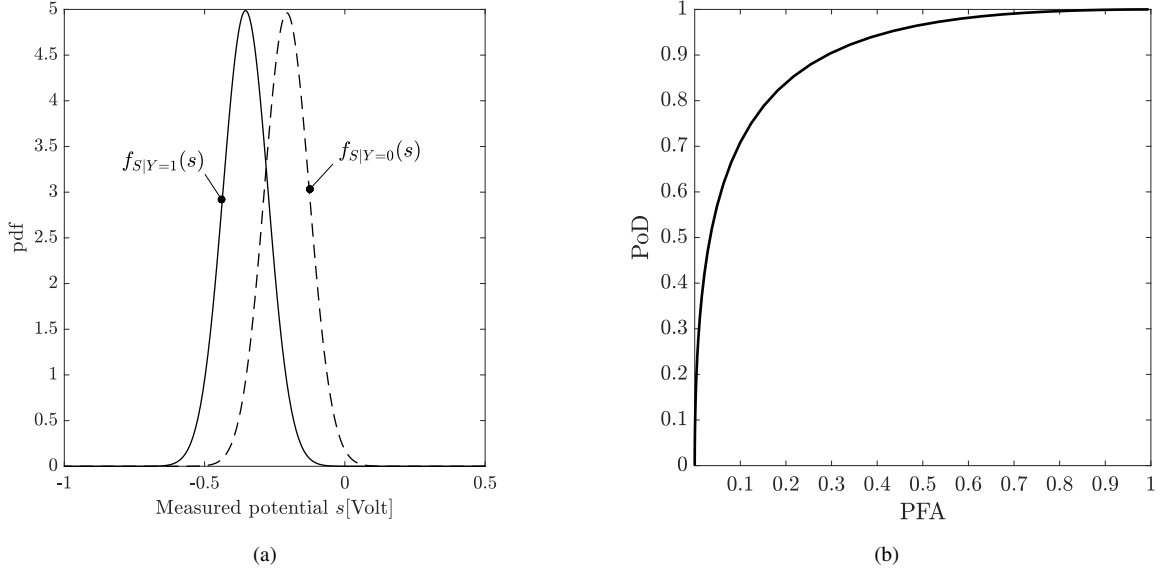 5
4.5
4
3.5
3
2.5
2
1.5
1
0.5
0
pdf
f_{S|Y=1}(s)
f_{S|Y=0}(s)
-1 -0.5 0 0.5
Measured potential s[Volt]
(a)
1
0.9
0.8
0.7
0.6
0.5
0.4
0.3
0.2
0.1
0
PoD
0.1 0.2 0.3 0.4 0.5 0.6 0.7 0.8 0.9 1
PFA
(b)